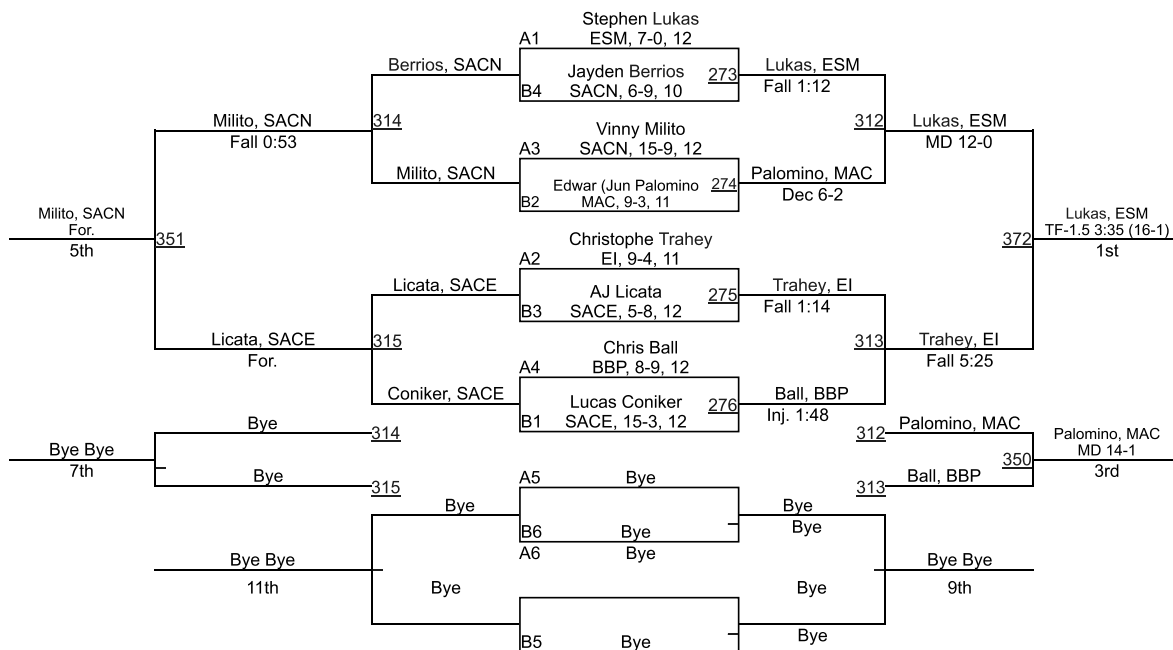 Stephen Lukas
A1 ESM, 7-0, 12
Berrios, SACN
Jayden Berrios 273
B4 SACN, 6-9, 10
Lukas, ESM
Fall 1:12
Milito, SACN
Fall 0:53
314
312
Lukas, ESM
MD 12-0
Vinny Milito
A3 SACN, 15-9, 12
Milito, SACN
Edwar (Jun Palomino 274
B2 MAC, 9-3, 11
Palomino, MAC
Dec 6-2
Milito, SACN
For.
5th
351
372
Lukas, ESM
TF-1.5 3:35 (16-1)
1st
Christophe Trahey
A2 EI, 9-4, 11
Licata, SACE
AJ Licata 275
B3 SACE, 5-8, 12
Trahey, EI
Fall 1:14
Licata, SACE
For.
315
313
Trahey, EI
Fall 5:25
Chris Ball
A4 BBP, 8-9, 12
Coniker, SACE
Lucas Coniker 276
B1 SACE, 15-3, 12
Ball, BBP
Inj. 1:48
Bye
314
312
Palomino, MAC
Bye Bye
7th
350
Palomino, MAC
MD 14-1
3rd
Bye
315
313
Ball, BBP
A5 Bye
Bye
B6 Bye
Bye
Bye
A6 Bye
Bye Bye
11th
Bye Bye
9th
Bye
Bye
B5 Bye
Bye